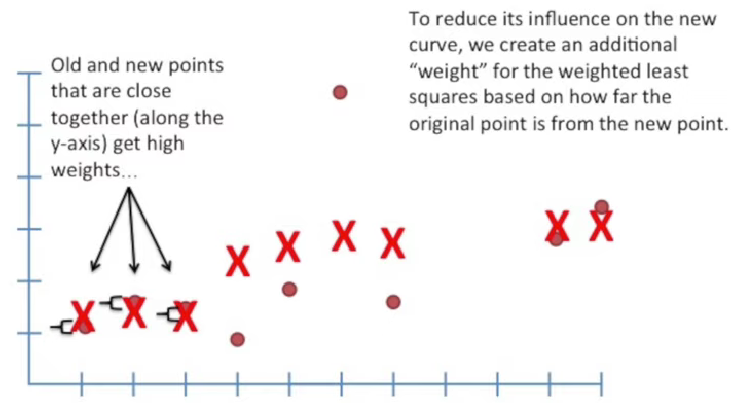 To reduce its influence on the new
curve, we create an additional
“weight” for the weighted least
squares based on how far the
original point is from the new point.
Old and new points
that are close
together (along the
y-axis) get high
weights…
X X X X X X X X X